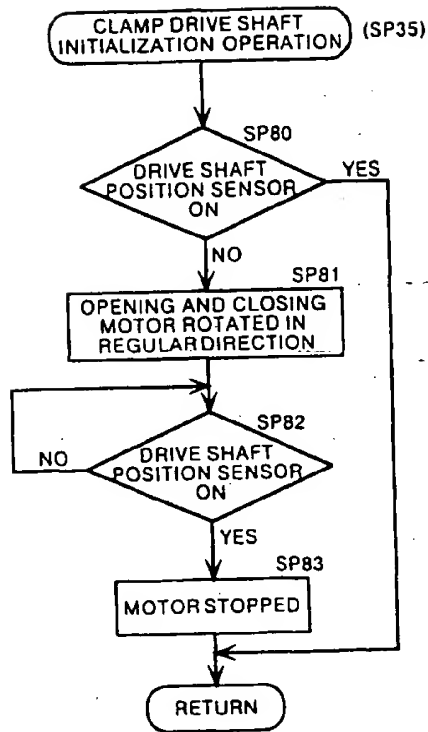 CLAMP DRIVE SHAFT
INITIALIZATION OPERATION
(SP35)
SP80
DRIVE SHAFT
POSITION SENSOR
ON
YES
NO
SP81
OPENING AND CLOSING
MOTOR ROTATED IN
REGULAR DIRECTION
SP82
DRIVE SHAFT
POSITION SENSOR
ON
NO
YES
SP83
MOTOR STOPPED
RETURN